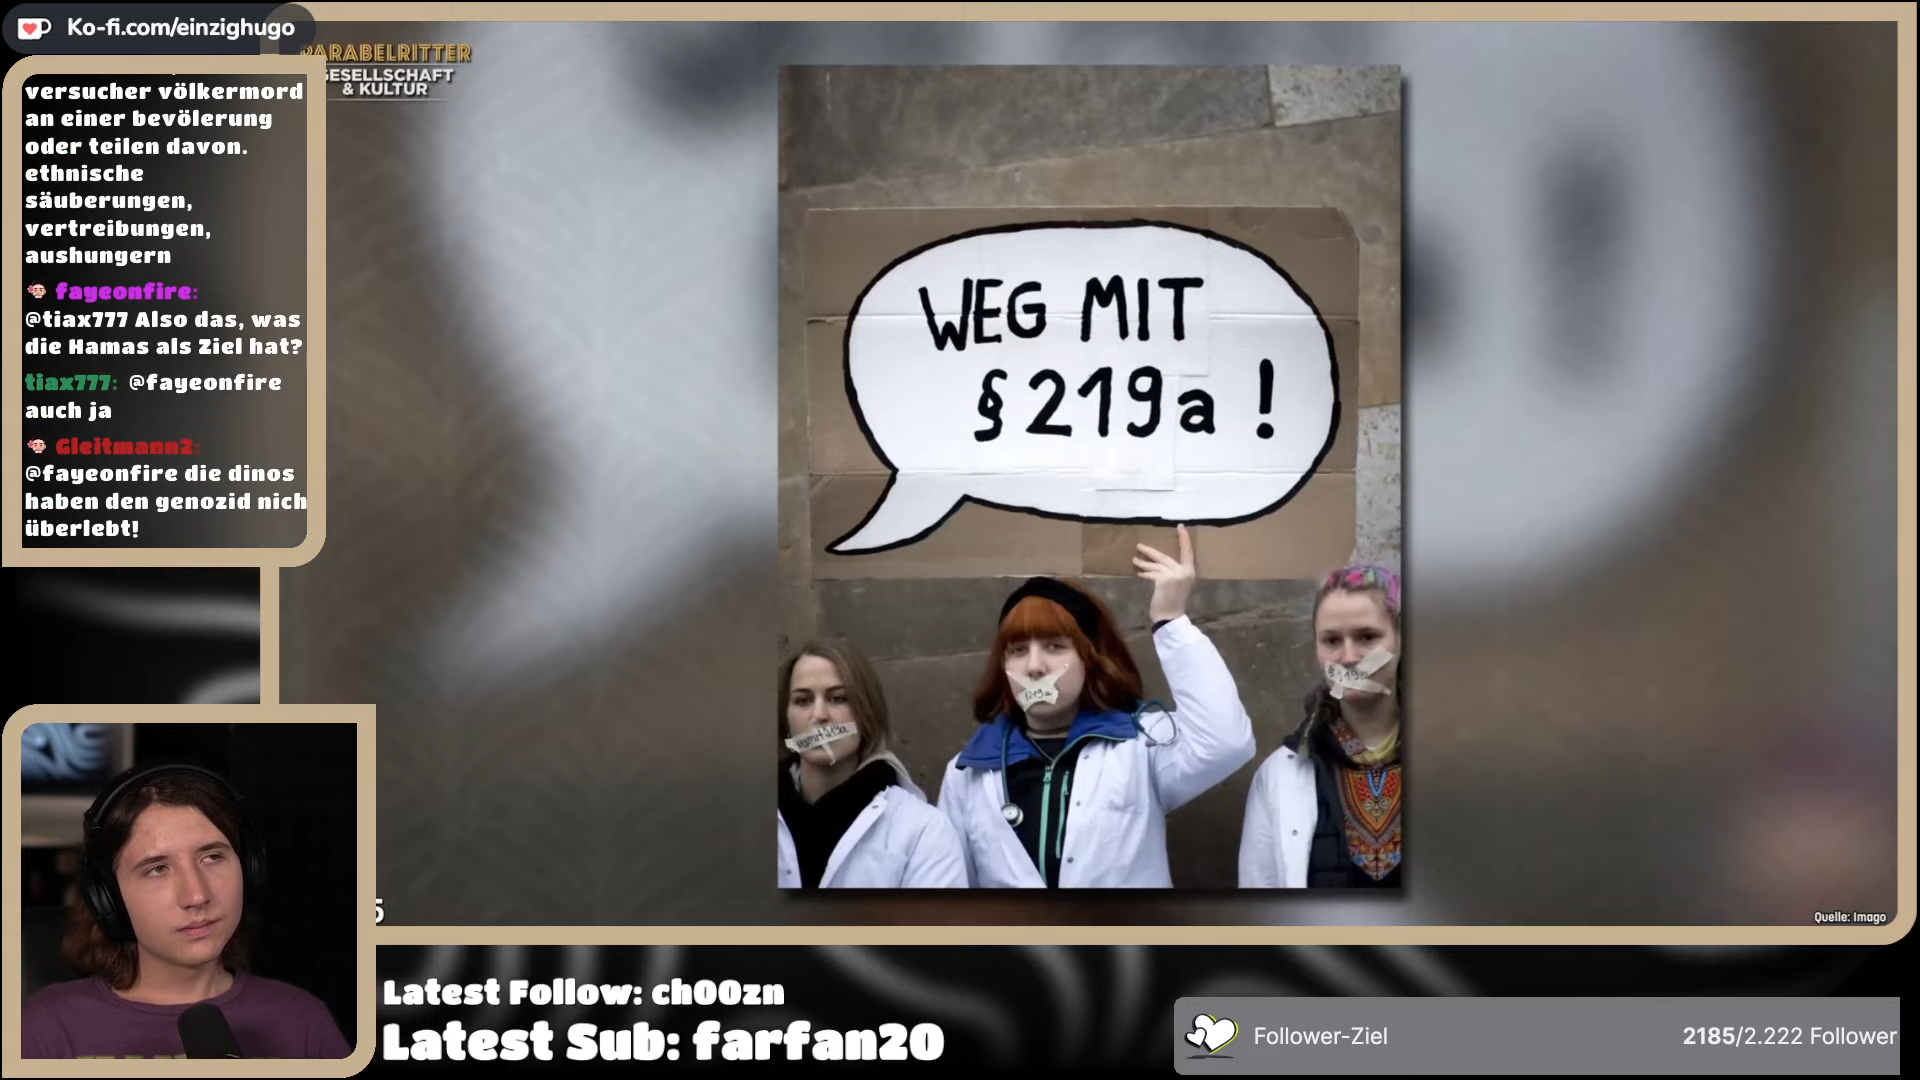 Ko-fi.com/einzighugo
versucher völkermord
an einer bevölerung
oder teilen davon.
ethnische
säuberungen,
vertreibungen,
aushungern
fayeonfire:
@tiax777 Also das, was
die Hamas als Ziel hat?
tiax777: @fayeonfire
auch ja
Gleitmann2:
@fayeonfire die dinos
haben den genozid nich
überlebt!
PARABELRITTER
GESELLSCHAFT
& KULTUR
WEG MIT
§219a!
§219a
5
Quelle: Imago
Latest Follow: ch00zn
Latest Sub: farfan20
Follower-Ziel
2185/2.222 Follower